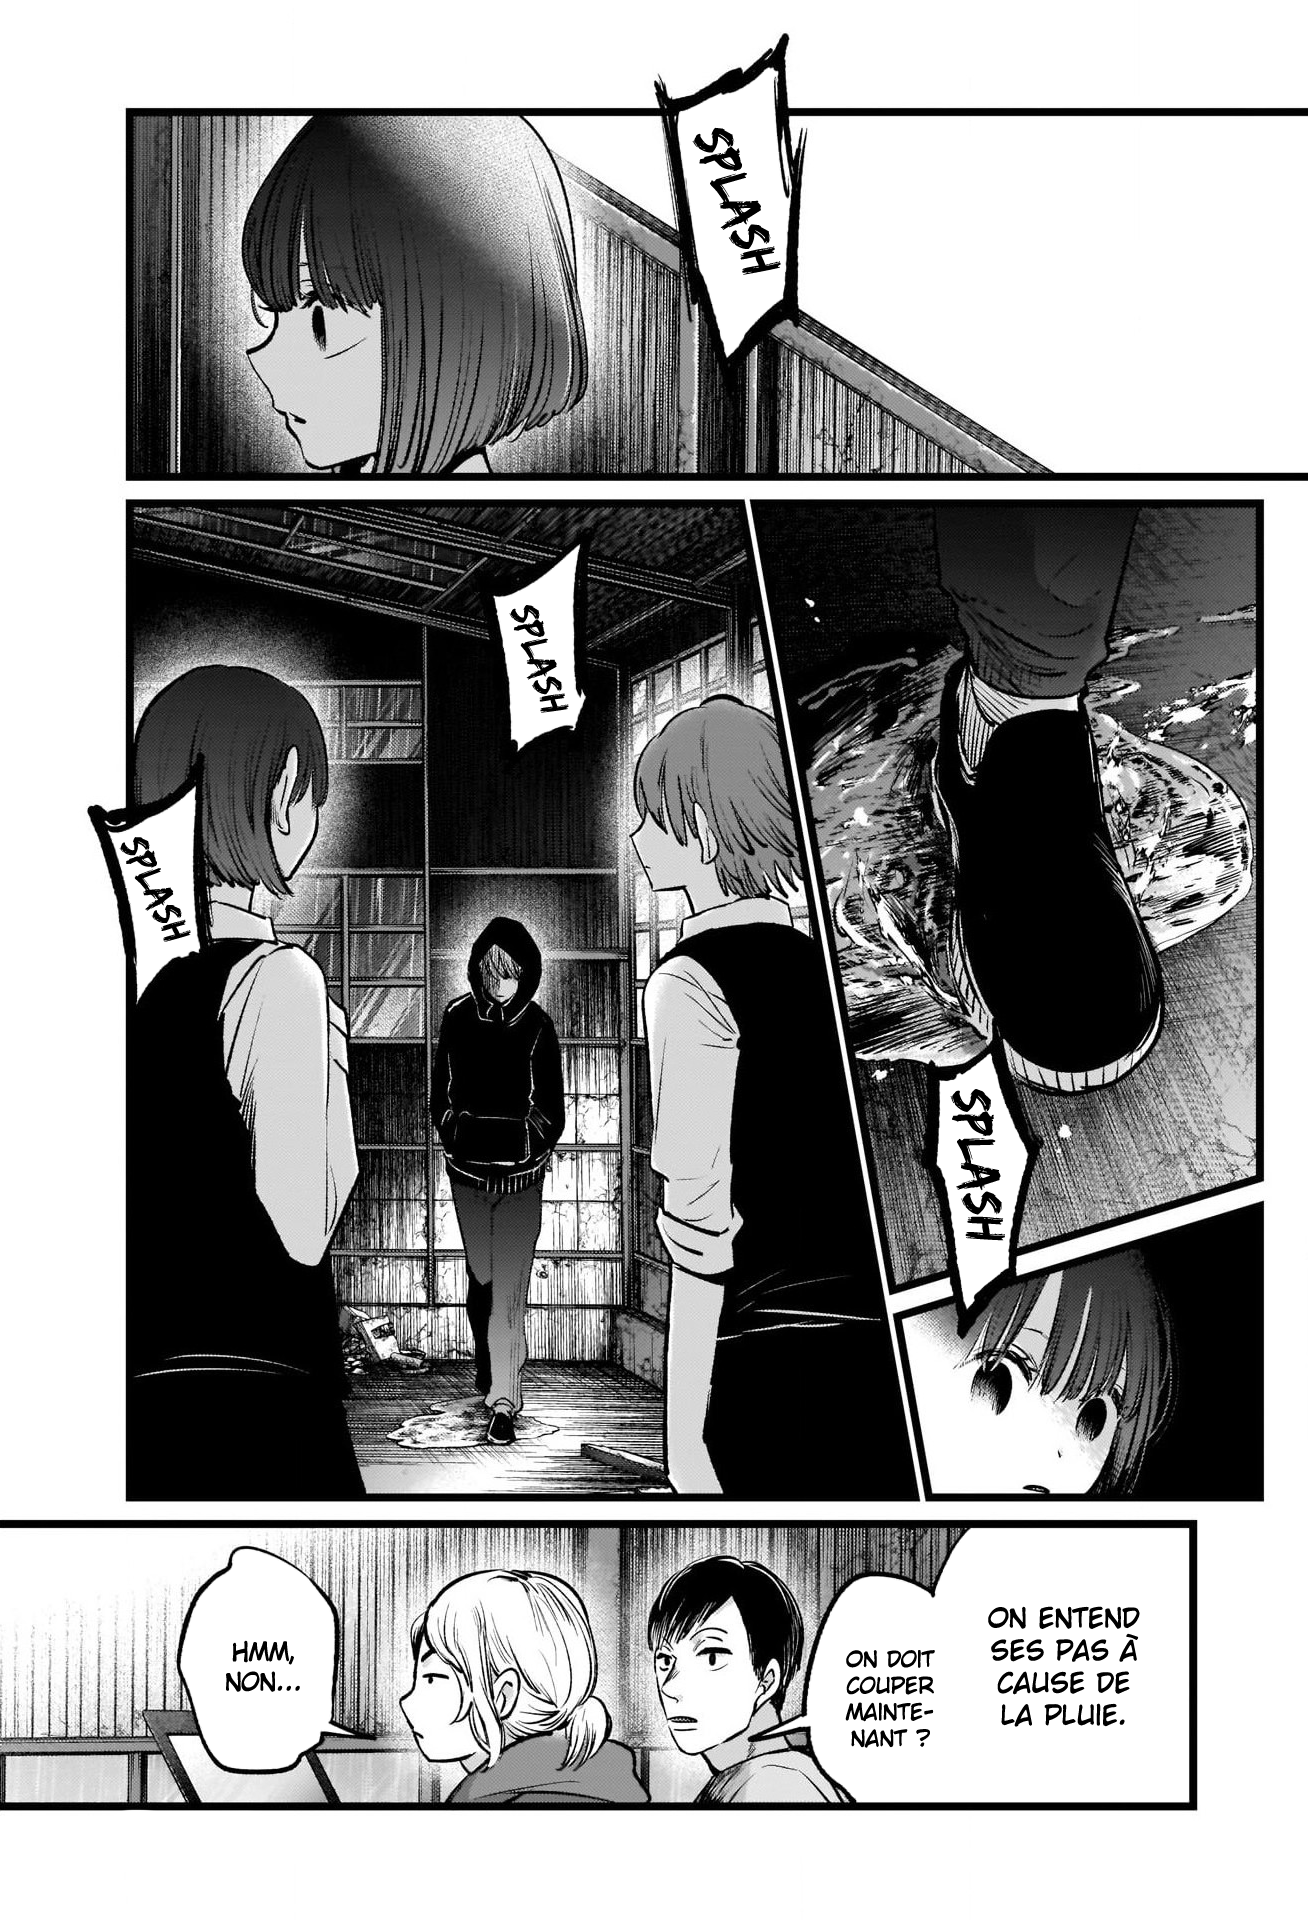 SPLASH
SPLASH
SPLASH
SPLASH
ON ENTEND
SES PAS À
CAUSE DE
LA PLUIE.
ON DOIT
COUPER
MAINTE-
NANT ?
HMM,
NON...